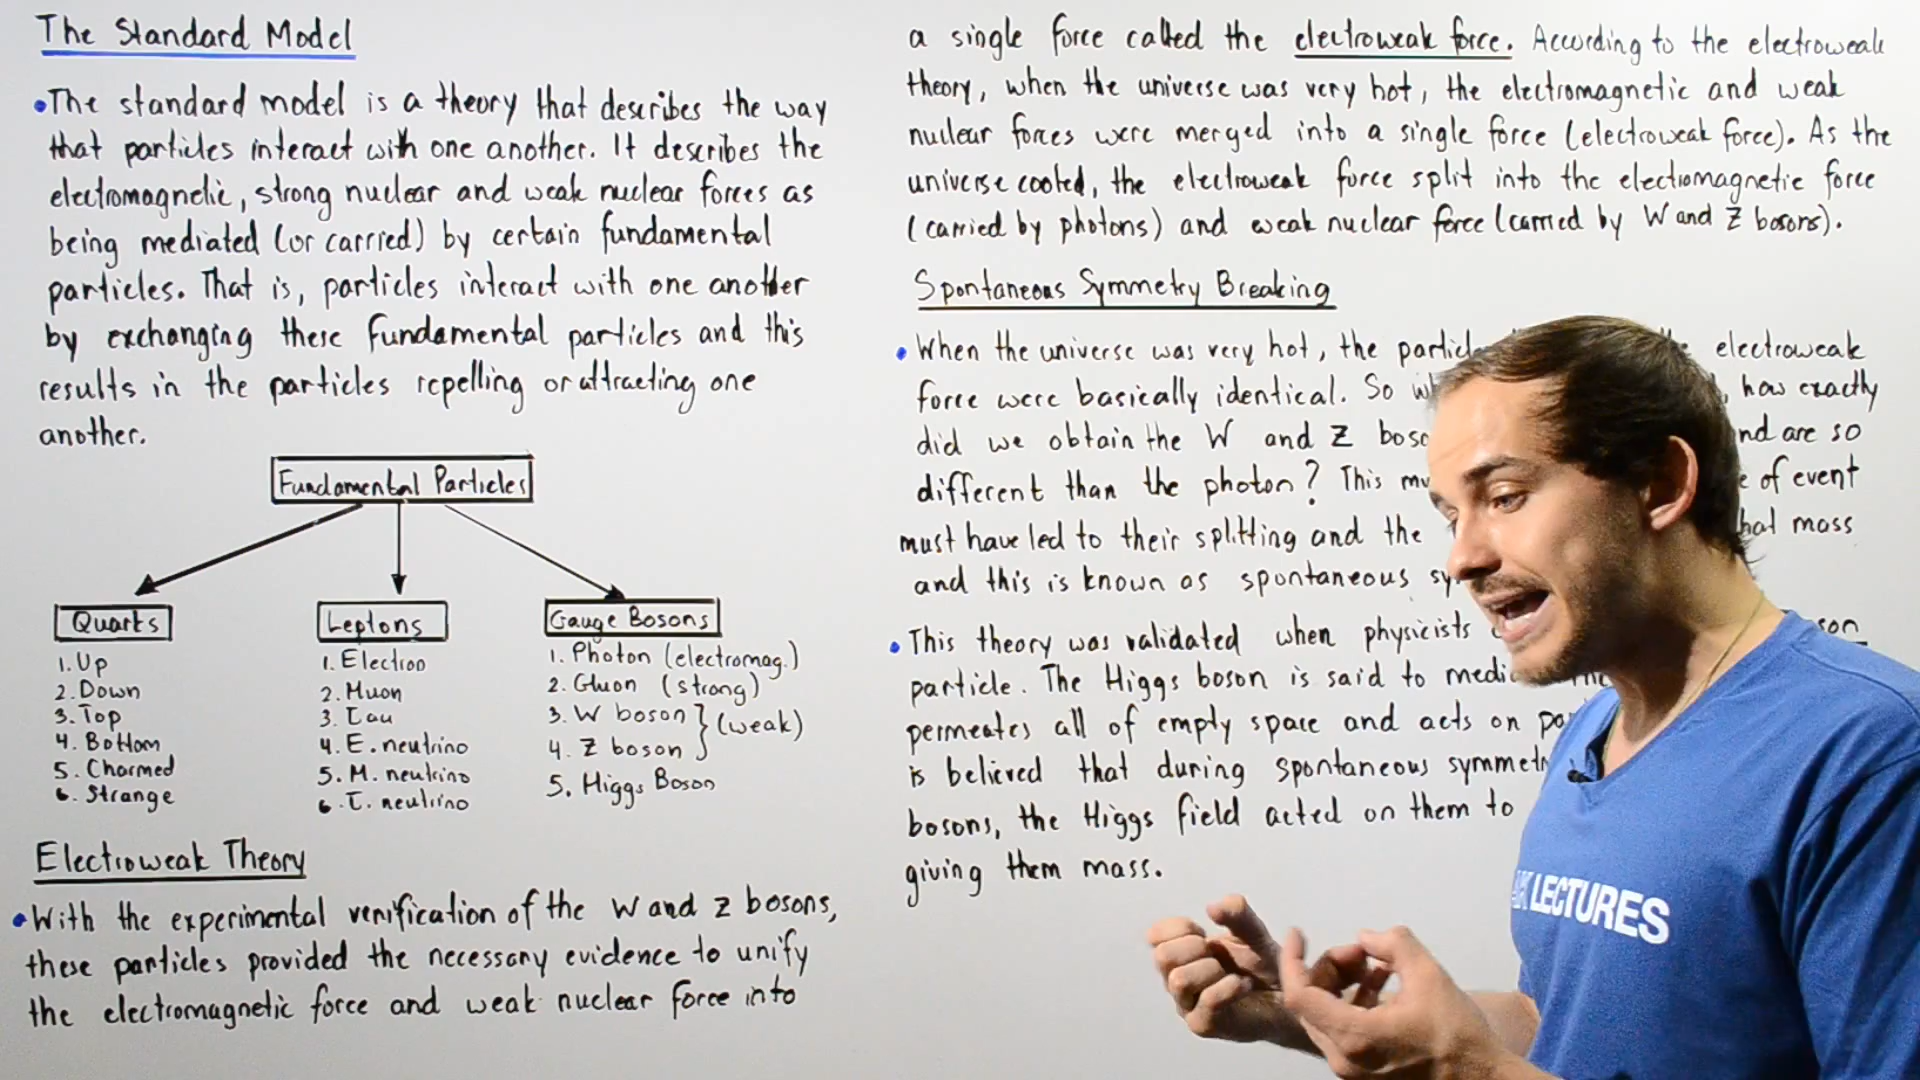 The Standard Model
•The standard model is a theory that describes the way
that particles interact with one another. It describes the
electromagnetic, strong nuclear and weak nuclear forces as
being mediated (or carried) by certain fundamental
particles. That is, particles interact with one another
by exchanging these fundamental particles and this
results in the particles repelling or attracting one
another.
Fundamental Particles
Quarks
1. Up
2. Down
3. Top
4. Bottom
5. Charmed
6. Strange
Leptons
1. Electron
2. Muon
3. Tau
4. E. neutrino
5. M. neutrino
6. T. neutrino
Gauge Bosons
1. Photon (electromag.)
2. Gluon (strong)
3. W boson } (weak)
4. Z boson
5. Higgs Boson
Electroweak Theory
•With the experimental verification of the W and Z bosons,
these particles provided the necessary evidence to unify
the electromagnetic force and weak nuclear force into
a single force called the electroweak force. According to the electroweak
theory, when the universe was very hot, the electromagnetic and weak
nuclear forces were merged into a single force (electroweak force). As the
universe cooled, the electroweak force split into the electromagnetic force
(carried by photons) and weak nuclear force (carried by W and Z bosons).
Spontaneous Symmetry Breaking
•When the universe was very hot, the electroweak
force were basically identical. So how exactly
did we obtain the W and Z and are so
different than the photon? This of event
must have led to their splitting and the that mass
and this is known as spontaneous
•This theory was validated when physicists
particle. The Higgs boson is said to
permeates all of empty space and acts on
is believed that during spontaneous
bosons, the Higgs field acted on them to
giving them mass.
LECTURES